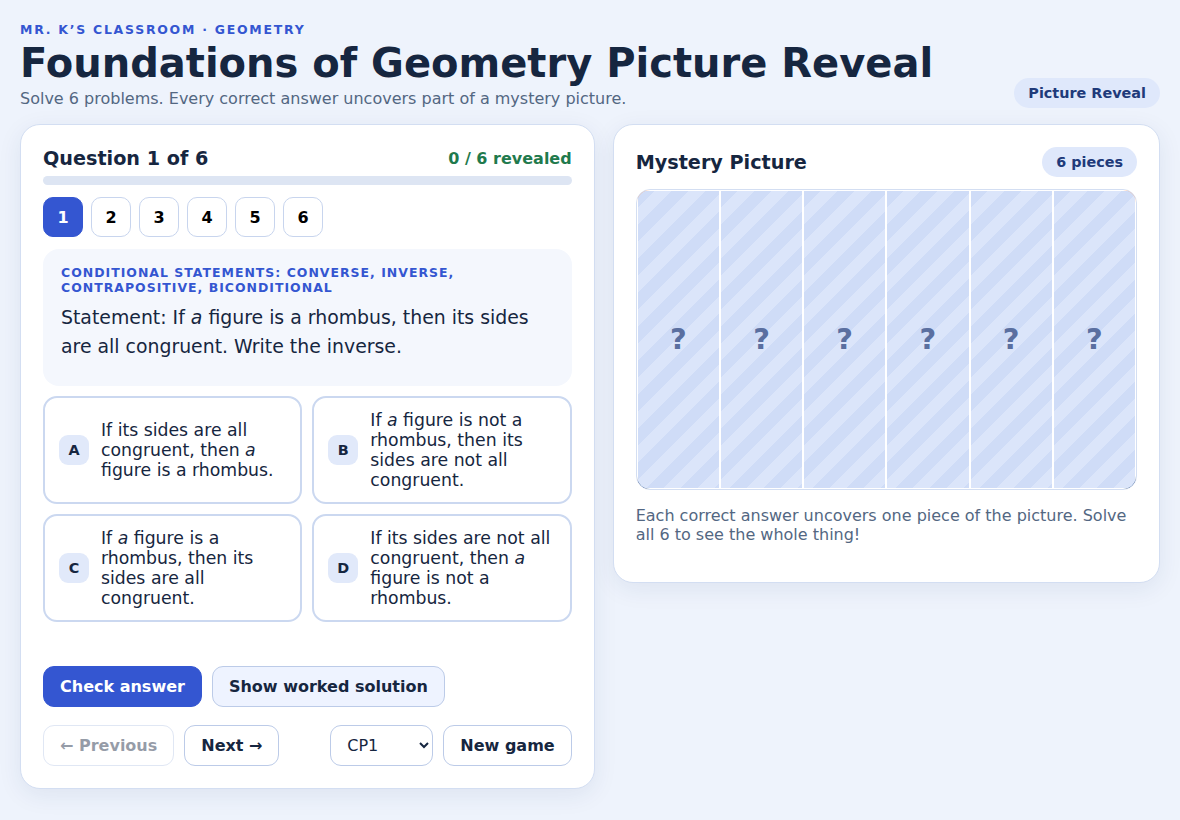 MR. K’S CLASSROOM · GEOMETRY
Foundations of Geometry Picture Reveal
Solve 6 problems. Every correct answer uncovers part of a mystery picture.
Picture Reveal
Question 1 of 6
0 / 6 revealed
1 2 3 4 5 6
CONDITIONAL STATEMENTS: CONVERSE, INVERSE,
CONTRAPOSITIVE, BICONDITIONAL
Statement: If a figure is a rhombus, then its sides
are all congruent. Write the inverse.
A
If its sides are all
congruent, then a
figure is a rhombus.
B
If a figure is not a
rhombus, then its
sides are not all
congruent.
C
If a figure is a
rhombus, then its
sides are all
congruent.
D
If its sides are not all
congruent, then a
figure is not a
rhombus.
Check answer
Show worked solution
← Previous
Next →
CP1
New game
Mystery Picture
6 pieces
? ? ? ? ? ?
Each correct answer uncovers one piece of the picture. Solve
all 6 to see the whole thing!